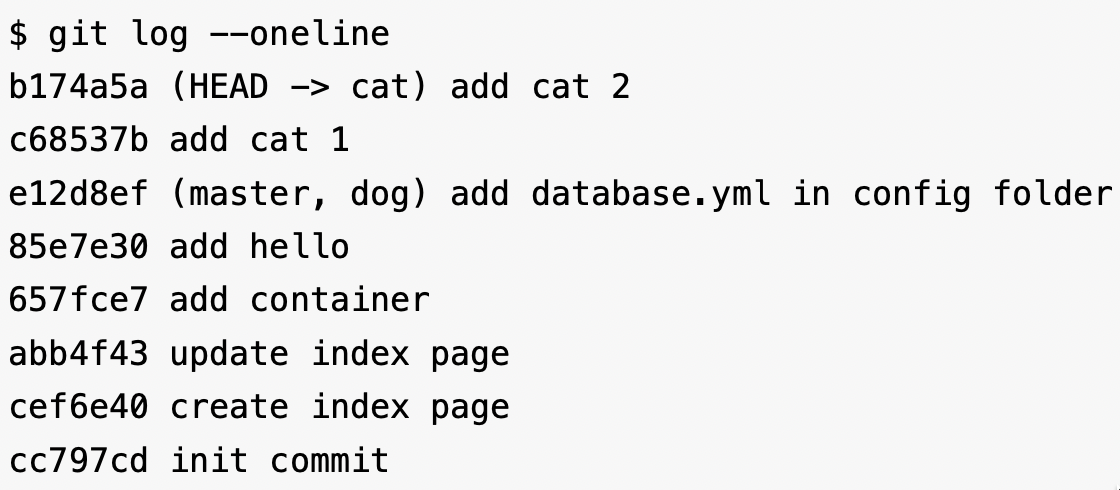 $ git log --oneline
b174a5a (HEAD -> cat) add cat 2
c68537b add cat 1
e12d8ef (master, dog) add database.yml in config folder
85e7e30 add hello
657fce7 add container
abb4f43 update index page
cef6e40 create index page
cc797cd init commit